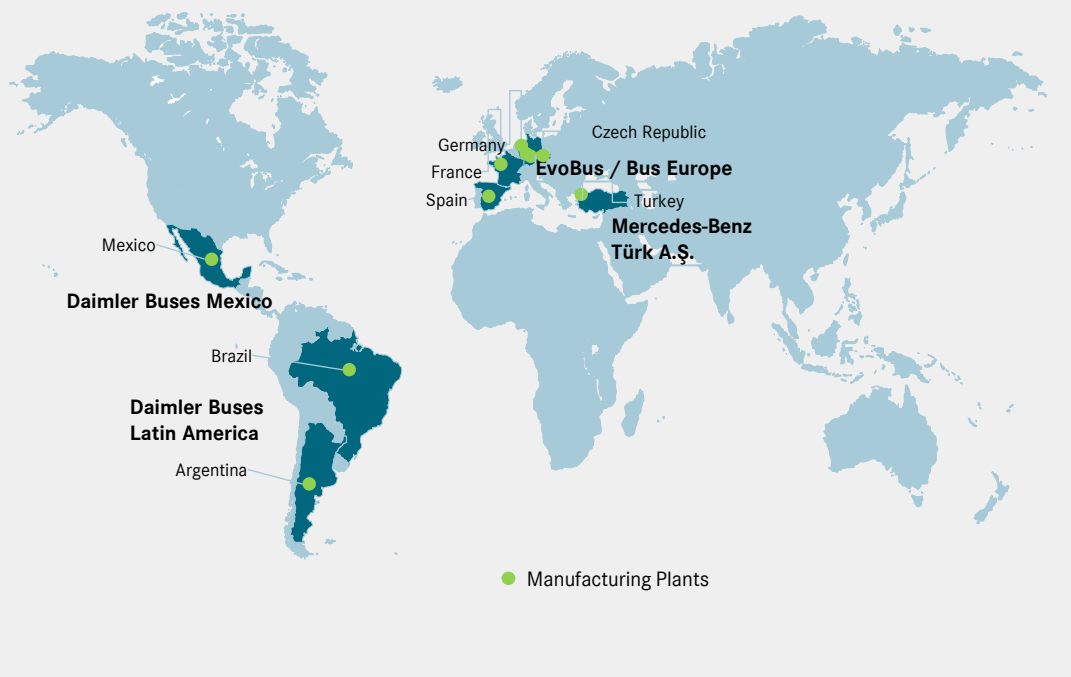 Germany
Czech Republic
France
EvoBus / Bus Europe
Spain
Turkey
Mercedes-Benz
Türk A.Ş.
Mexico
Daimler Buses Mexico
Brazil
Daimler Buses
Latin America
Argentina
Manufacturing Plants